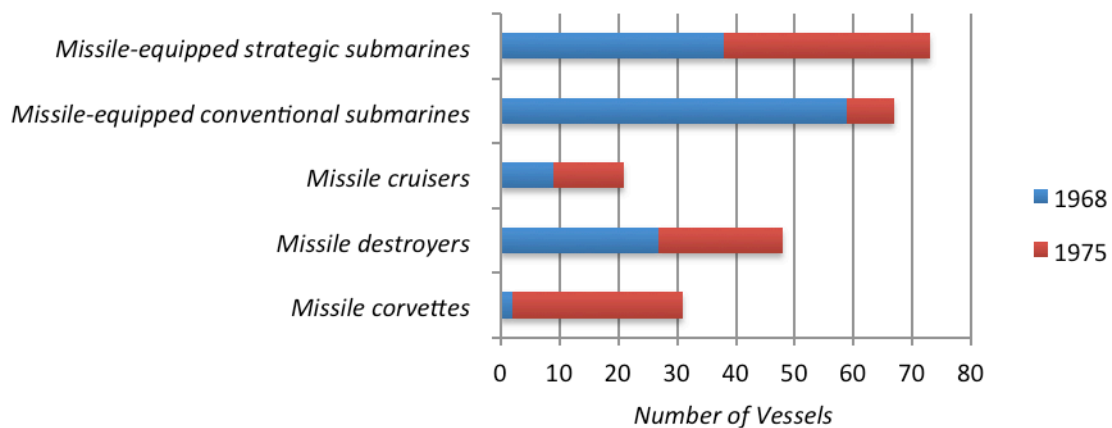 Missile-equipped strategic submarines
Missile-equipped conventional submarines
Missile cruisers
Missile destroyers
Missile corvettes
1968
1975
0 10 20 30 40 50 60 70 80
Number of Vessels